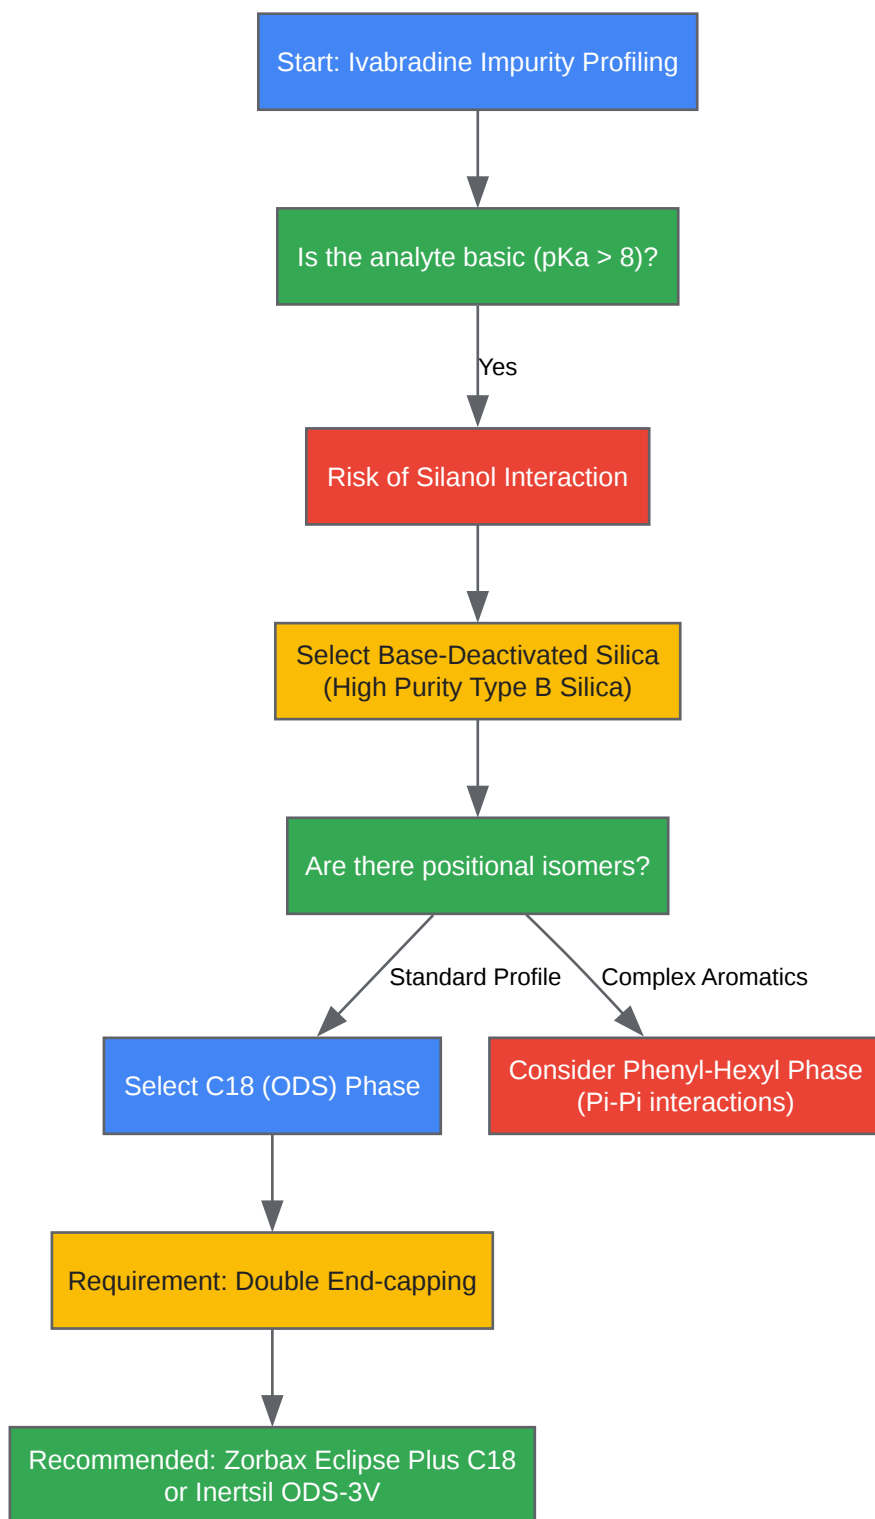 Start: Ivabradine Impurity Profiling
Is the analyte basic (pKa > 8)?
Yes
Risk of Silanol Interaction
Select Base-Deactivated Silica
(High Purity Type B Silica)
Are there positional isomers?
Standard Profile
Complex Aromatics
Select C18 (ODS) Phase
Consider Phenyl-Hexyl Phase
(Pi-Pi interactions)
Requirement: Double End-capping
Recommended: Zorbax Eclipse Plus C18
or Inertsil ODS-3V